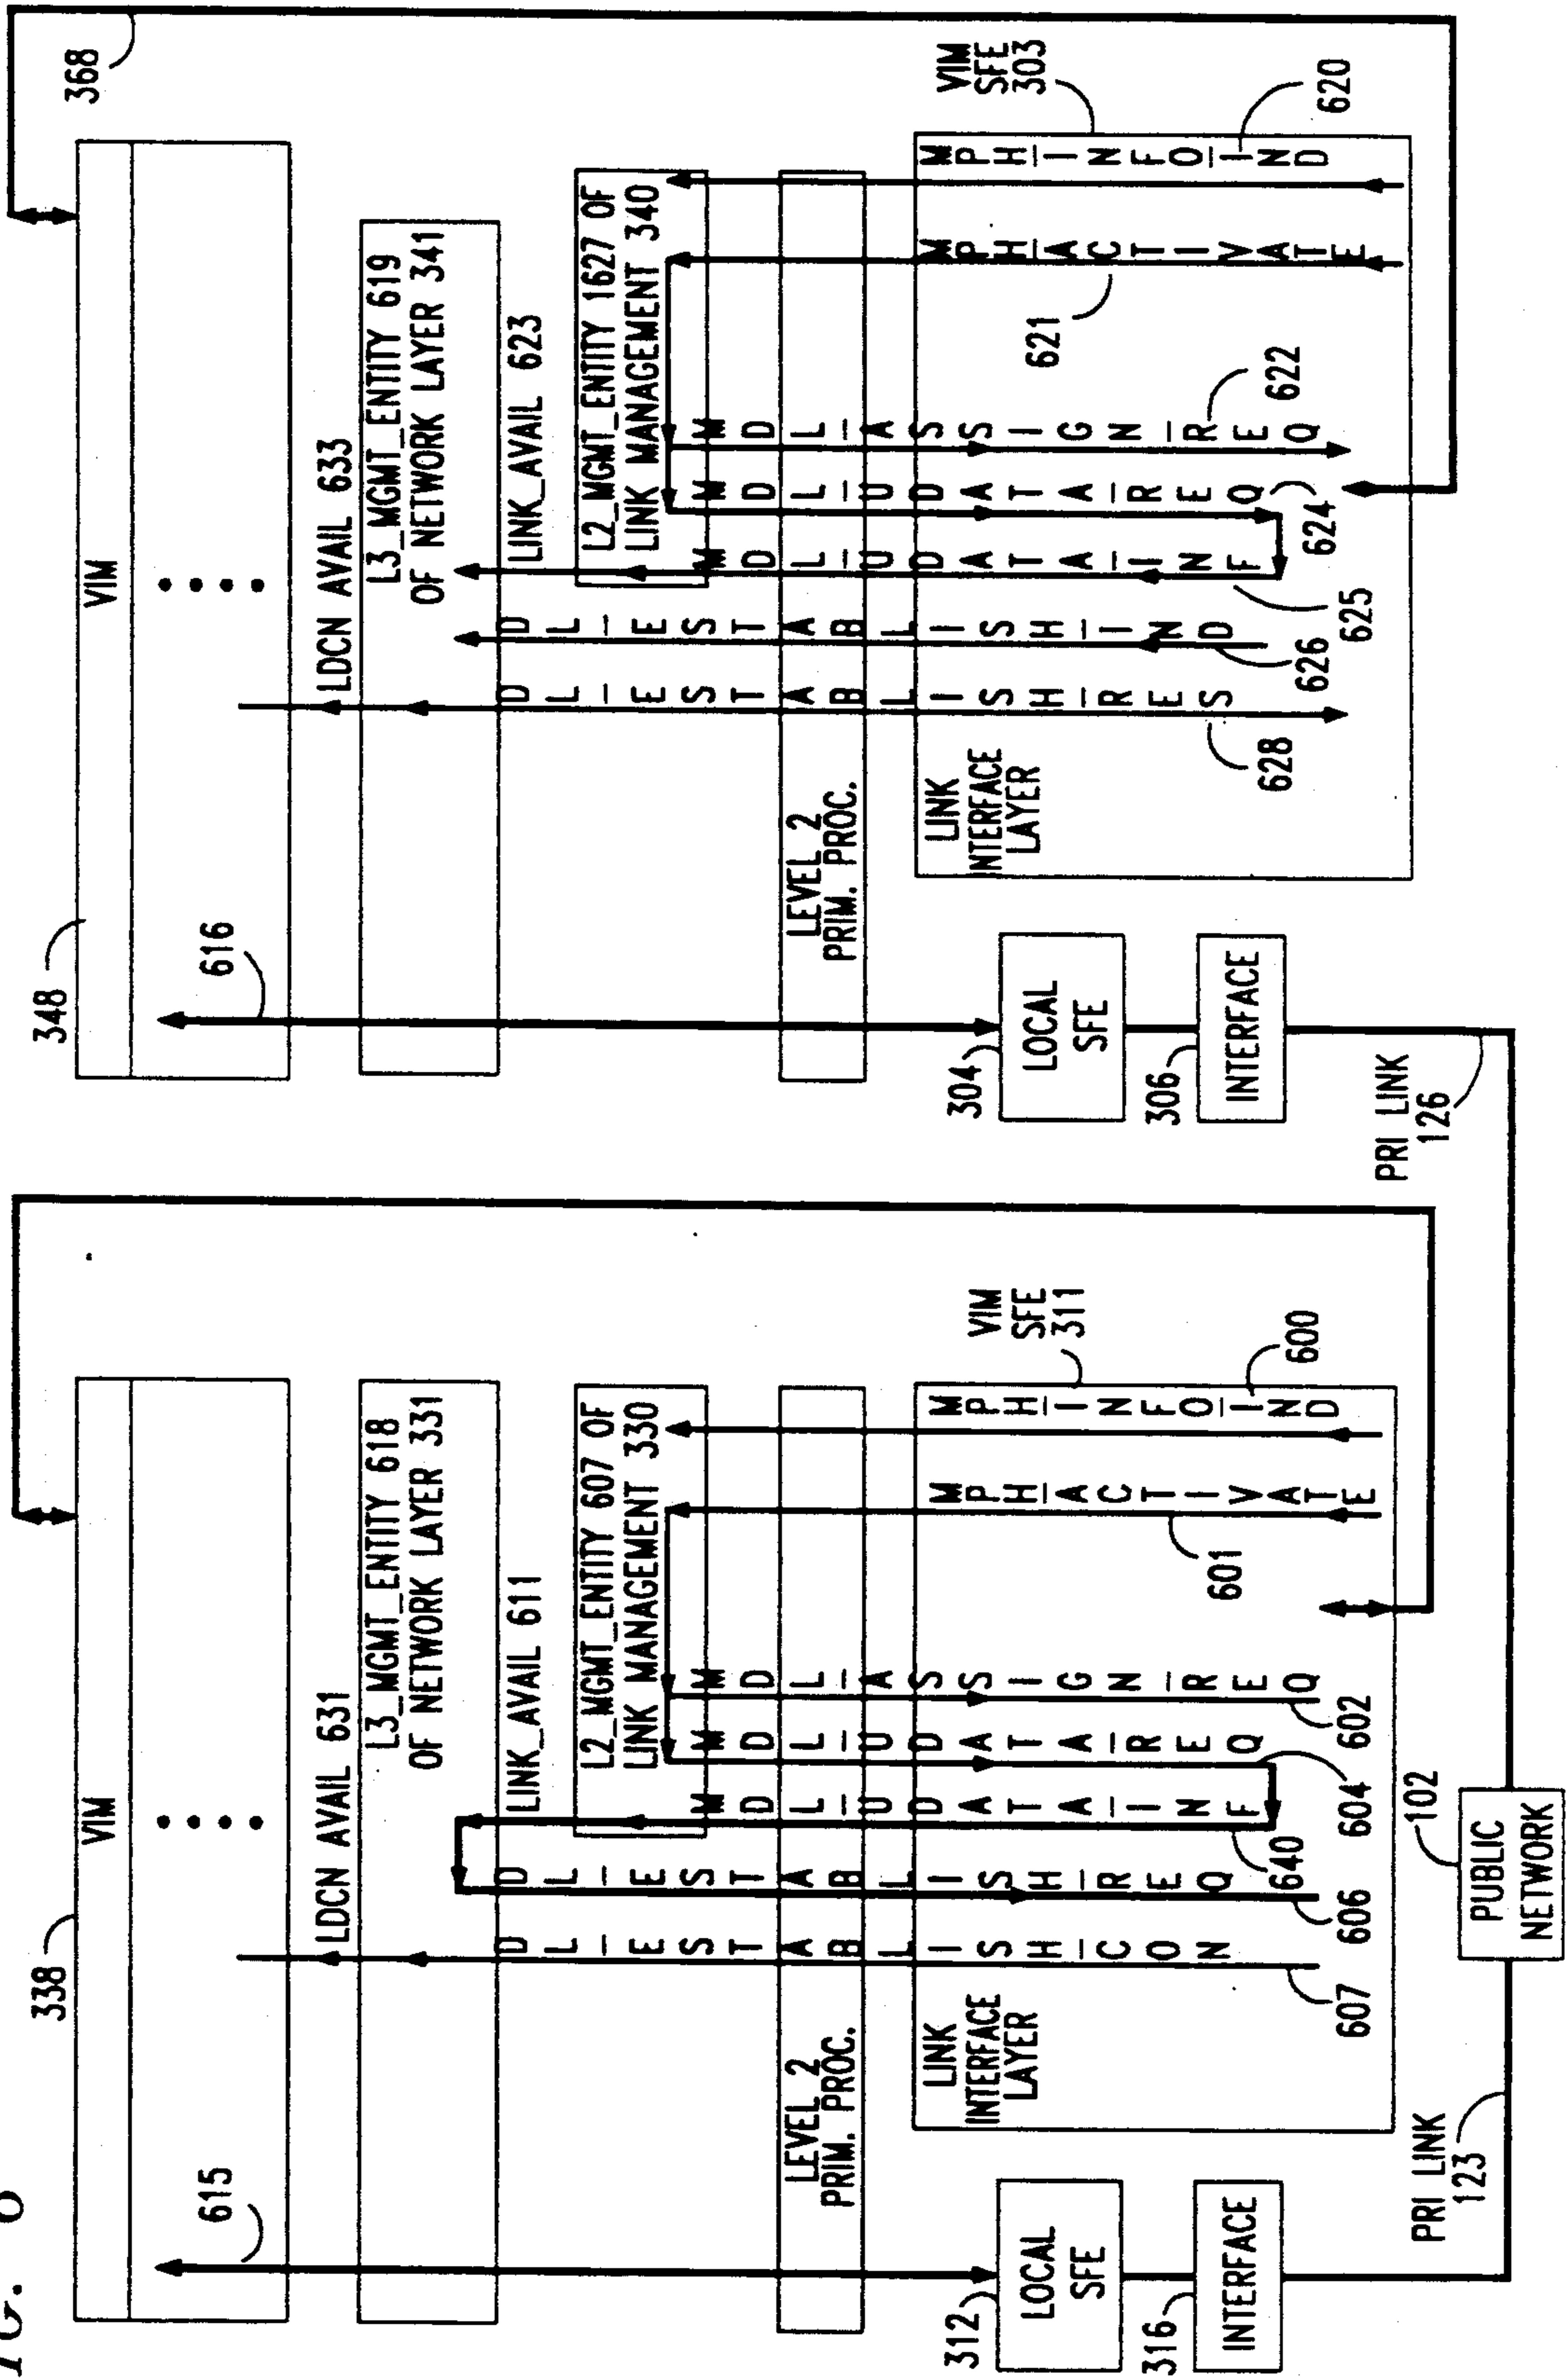 FIG. 6
338
VIM
LDCN AVAIL 631
L3_MGMT_ENTITY 618
OF NETWORK LAYER 331
LINK_AVAIL 611
L2_MGMT_ENTITY 607 OF
LINK MANAGEMENT 330
615
LEVEL 2
PRIM. PROC.
LINK
INTERFACE
LAYER
DL_ESTABLISH_CON
607
DL_ESTABLISH_REQ
606
MDL_UDATA_INF
640
MDL_UDATA_REQ
604
MDL_ASSIGN_REQ
602
MPH_ACTIVATE
601
MPH_INFO_IND
600
VIM
SFE
311
312
LOCAL
SFE
316
INTERFACE
PRI LINK
123
102
PUBLIC
NETWORK
348
VIM
368
LDCN AVAIL 633
L3_MGMT_ENTITY 619
OF NETWORK LAYER 341
LINK_AVAIL 623
L2_MGMT_ENTITY 1627 OF
LINK MANAGEMENT 340
616
LEVEL 2
PRIM. PROC.
LINK
INTERFACE
LAYER
DL_ESTABLISH_RES
628
DL_ESTABLISH_IND
626
MDL_UDATA_INF
625
MDL_UDATA_REQ
624
MDL_ASSIGN_REQ
622
MPH_ACTIVATE
621
MPH_INFO_IND
620
VIM
SFE
303
304
LOCAL
SFE
306
INTERFACE
PRI LINK
126